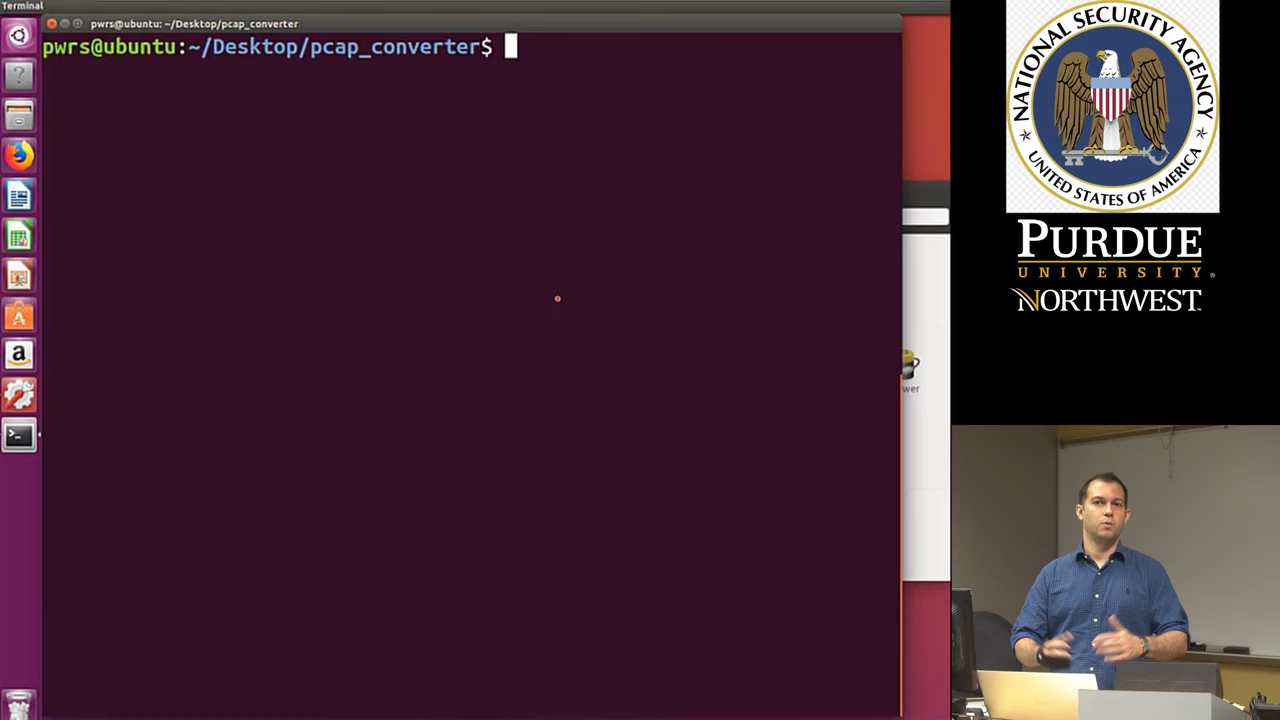 Terminal
pwrs@ubuntu: ~/Desktop/pcap_converter
pwrs@ubuntu:~/Desktop/pcap_converter$
wer
NATIONAL SECURITY AGENCY
UNITED STATES OF AMERICA
PURDUE
UNIVERSITY
NORTHWEST